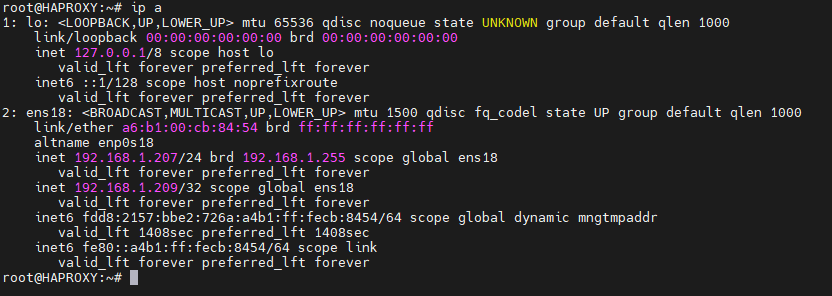 root@HAPROXY:~# ip a
1: lo: <LOOPBACK,UP,LOWER_UP> mtu 65536 qdisc noqueue state UNKNOWN group default qlen 1000
    link/loopback 00:00:00:00:00:00 brd 00:00:00:00:00:00
    inet 127.0.0.1/8 scope host lo
       valid_lft forever preferred_lft forever
    inet6 ::1/128 scope host noprefixroute
       valid_lft forever preferred_lft forever
2: ens18: <BROADCAST,MULTICAST,UP,LOWER_UP> mtu 1500 qdisc fq_codel state UP group default qlen 1000
    link/ether a6:b1:00:cb:84:54 brd ff:ff:ff:ff:ff:ff
    altname enp0s18
    inet 192.168.1.207/24 brd 192.168.1.255 scope global ens18
       valid_lft forever preferred_lft forever
    inet 192.168.1.209/32 scope global ens18
       valid_lft forever preferred_lft forever
    inet6 fdd8:2157:bbe2:726a:a4b1:ff:fecb:8454/64 scope global dynamic mngtmpaddr
       valid_lft 1408sec preferred_lft 1408sec
    inet6 fe80::a4b1:ff:fecb:8454/64 scope link
       valid_lft forever preferred_lft forever
root@HAPROXY:~#